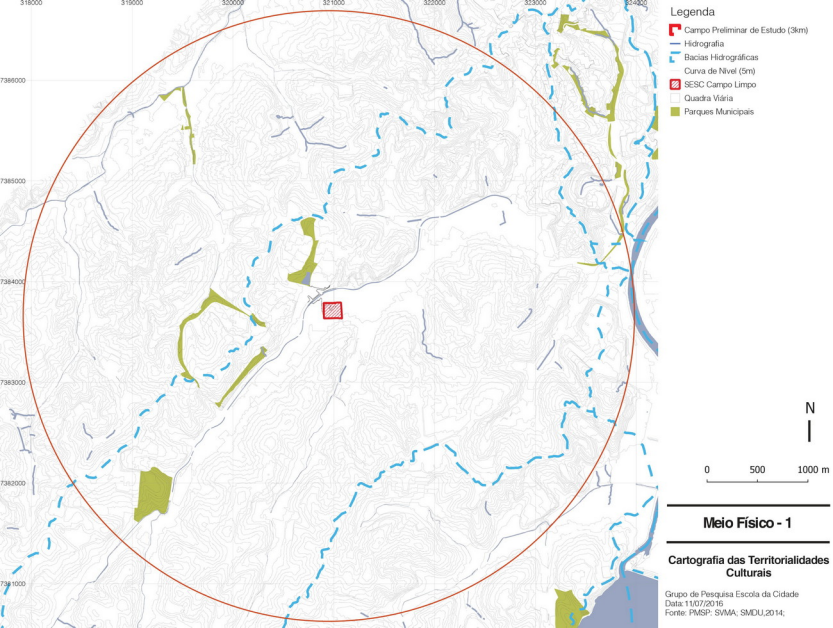 318000 319000 320000 321000 322000 323000 324000
7386000
7385000
7384000
7383000
7382000
7381000
Legenda
Campo Preliminar de Estudo (3km)
Hidrografia
Bacias Hidrográficas
Curva de Nível (5m)
SESC Campo Limpo
Quadra Viária
Parques Municipais
N
0 500 1000 m
Meio Físico - 1
Cartografia das Territorialidades
Culturais
Grupo de Pesquisa Escola da Cidade
Data:11/07/2016
Fonte: PMSP: SVMA; SMDU,2014;